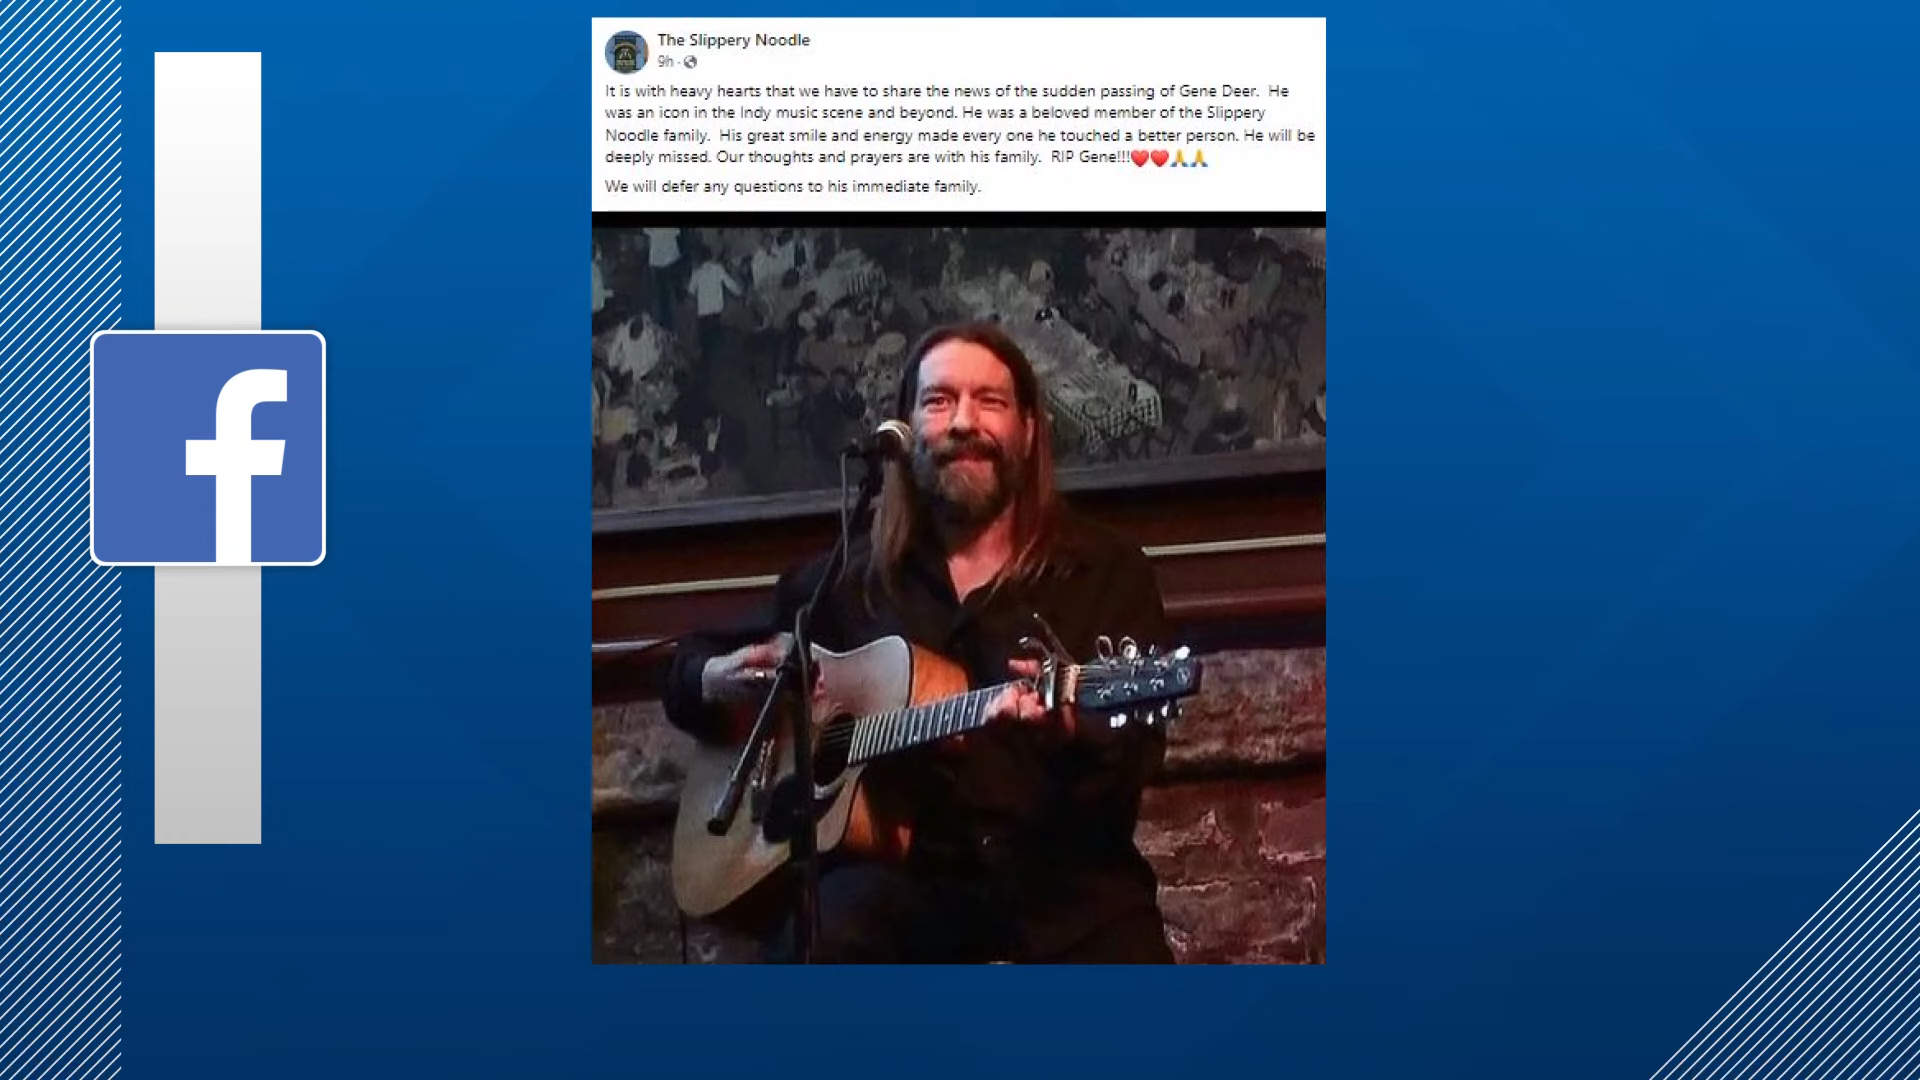 The Slippery Noodle
9h ·
It is with heavy hearts that we have to share the news of the sudden passing of Gene Deer.  He
was an icon in the Indy music scene and beyond. He was a beloved member of the Slippery
Noodle family.  His great smile and energy made every one he touched a better person. He will be
deeply missed. Our thoughts and prayers are with his family.  RIP Gene!!!❤️❤️🙏🙏
We will defer any questions to his immediate family.
f